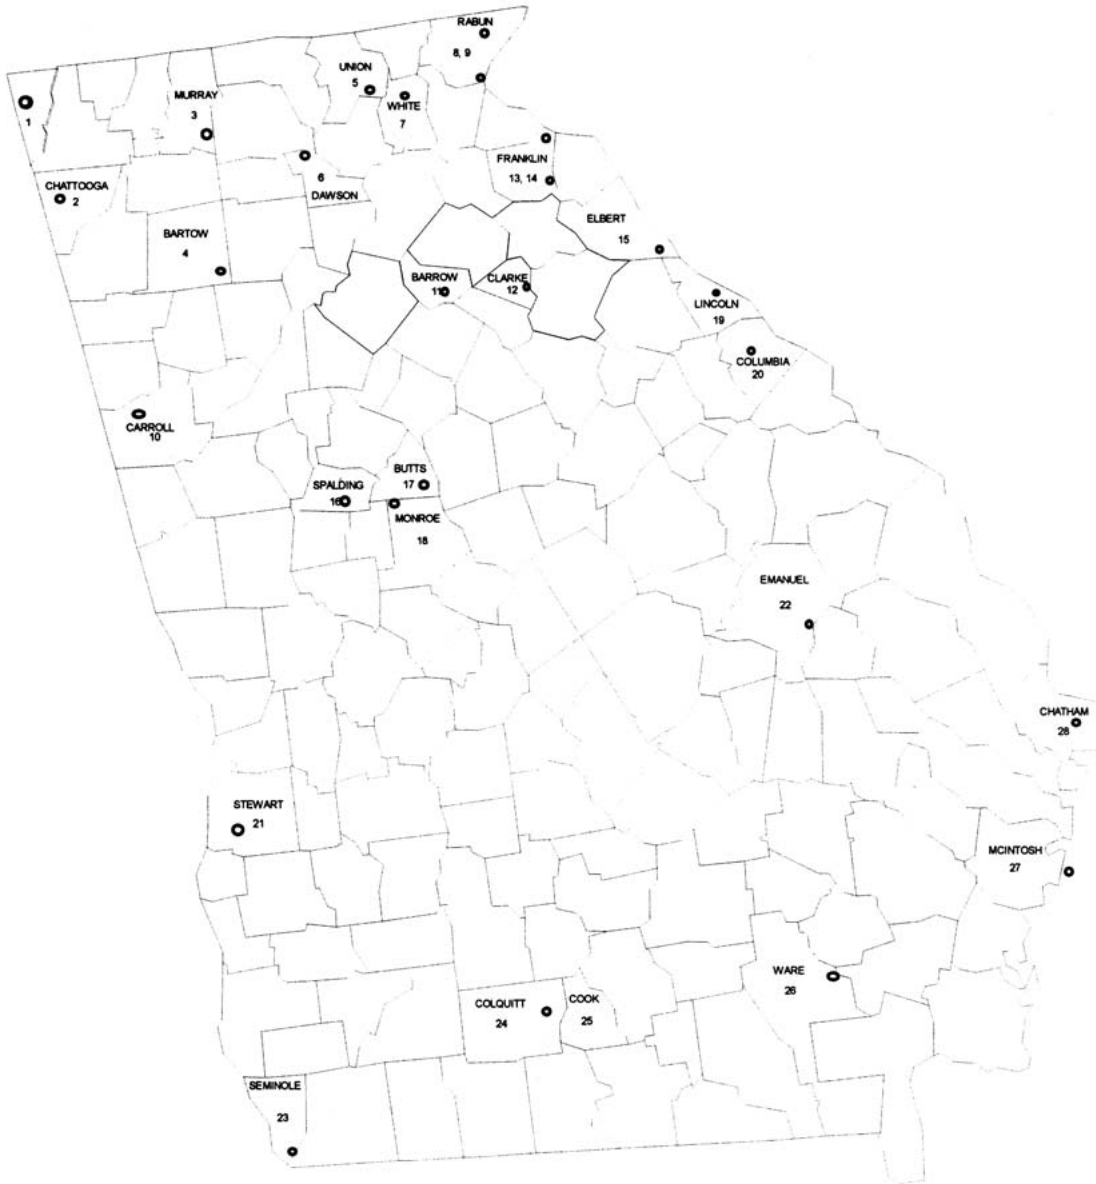 RABUN
8, 9
UNION
5
WHITE
7
MURRAY
3
1
FRANKLIN
13, 14
6
DAWSON
CHATTOOGA
2
ELBERT
15
BARTOW
4
BARROW
11
CLARKE
12
LINCOLN
19
COLUMBIA
20
CARROLL
10
BUTTS
17
SPALDING
16
MONROE
18
EMANUEL
22
CHATHAM
28
STEWART
21
MCINTOSH
27
WARE
26
COLQUITT
24
COOK
25
SEMINOLE
23